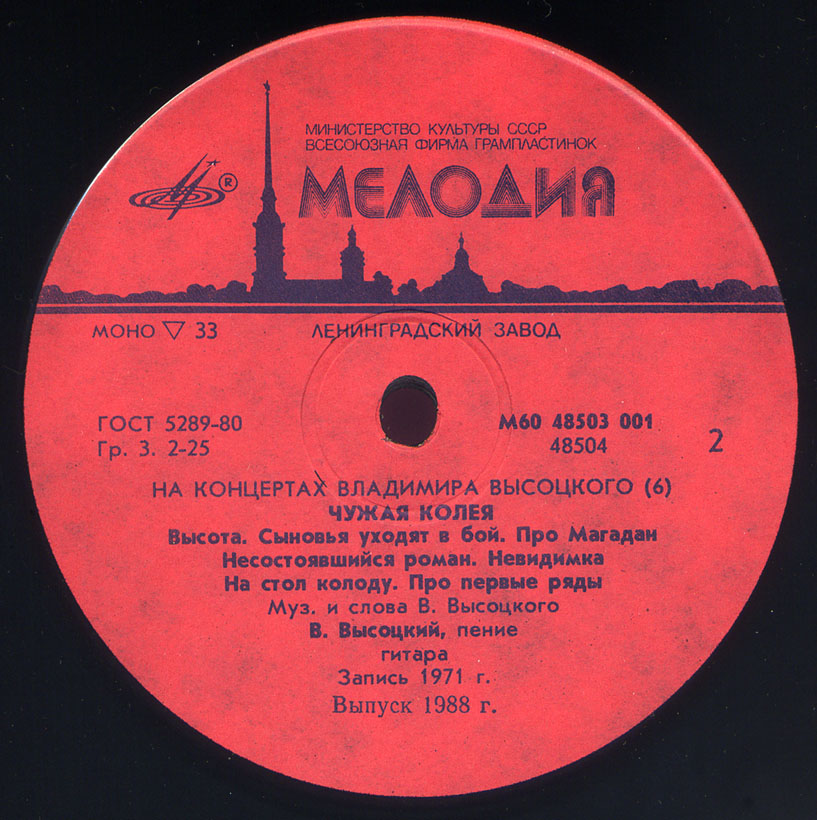 МИНИСТЕРСТВО КУЛЬТУРЫ СССР
ВСЕСОЮЗНАЯ ФИРМА ГРАМПЛАСТИНОК
®
МЕЛОДИЯ
МОНО ▽ 33
ЛЕНИНГРАДСКИЙ ЗАВОД
ГОСТ 5289-80
Гр. 3. 2-25
М60 48503 001
48504
2
НА КОНЦЕРТАХ ВЛАДИМИРА ВЫСОЦКОГО (6)
ЧУЖАЯ КОЛЕЯ
Высота. Сыновья уходят в бой. Про Магадан
Несостоявшийся роман. Невидимка
На стол колоду. Про первые ряды
Муз. и слова В. Высоцкого
В. Высоцкий, пение
гитара
Запись 1971 г.
Выпуск 1988 г.